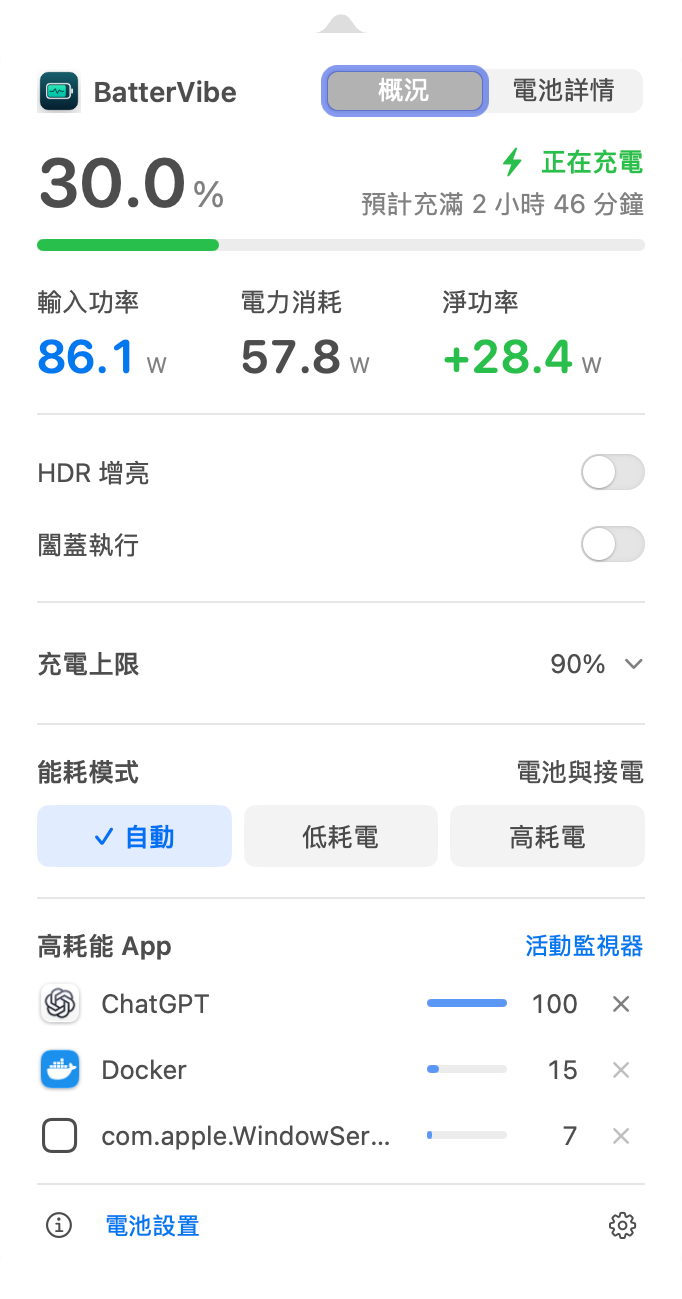 BatterVibe
概況
電池詳情
30.0%
正在充電
預計充滿 2 小時 46 分鐘
輸入功率
電力消耗
淨功率
86.1 W
57.8 W
+28.4 W
HDR 增亮
闔蓋執行
充電上限
90%
能耗模式
電池與接電
自動
低耗電
高耗電
高耗能 App
活動監視器
ChatGPT
100
Docker
15
com.apple.WindowSer...
7
電池設置